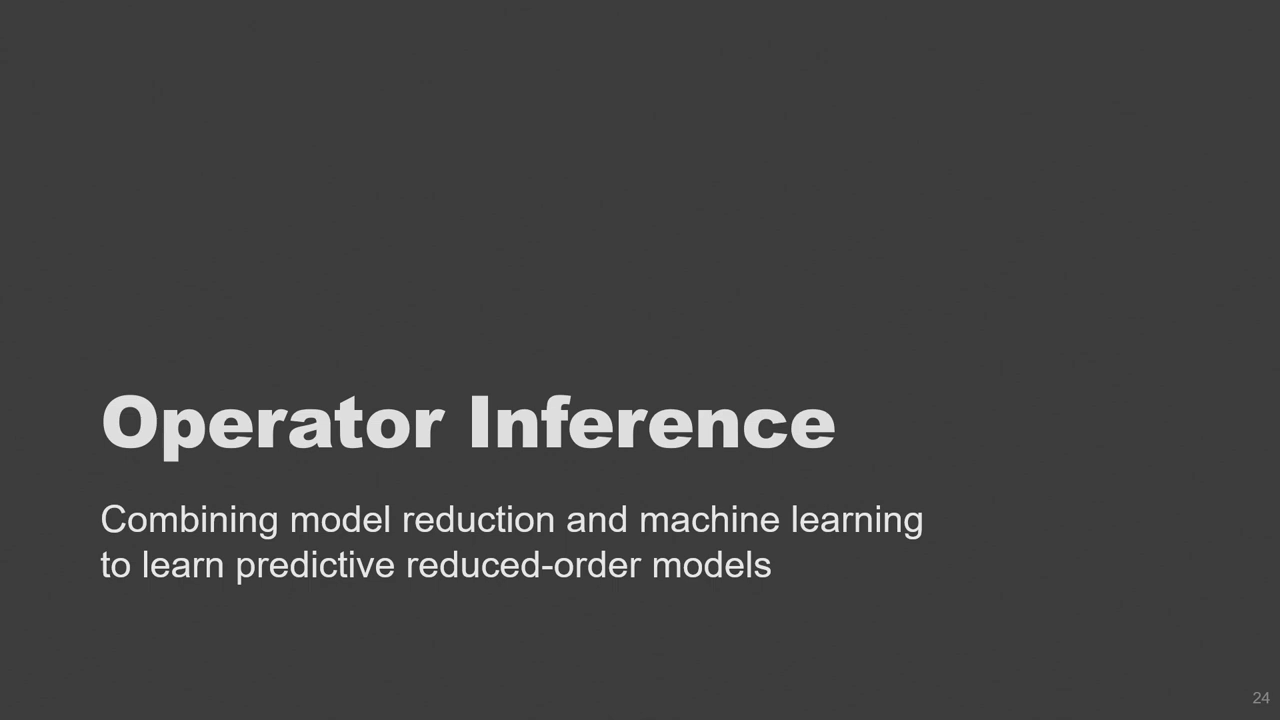 Operator Inference
Combining model reduction and machine learning
to learn predictive reduced-order models
24